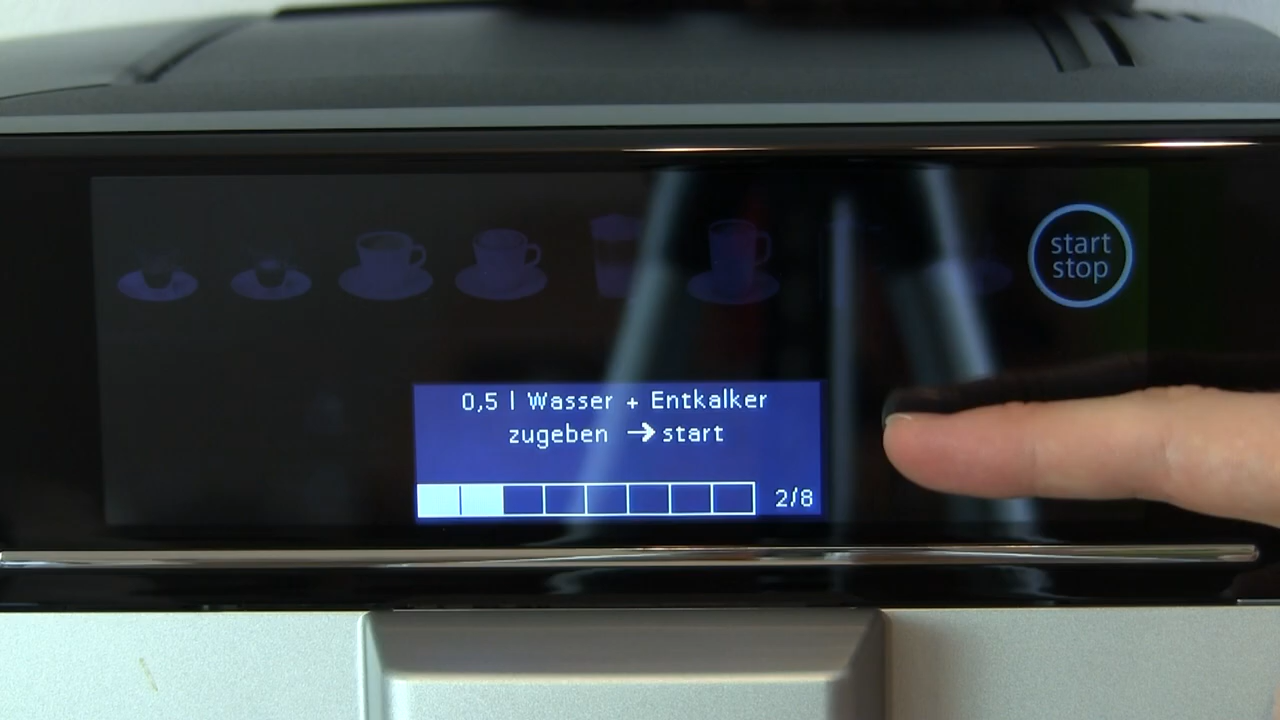 start
stop
0,5 l Wasser + Entkalker
zugeben → start
2/8